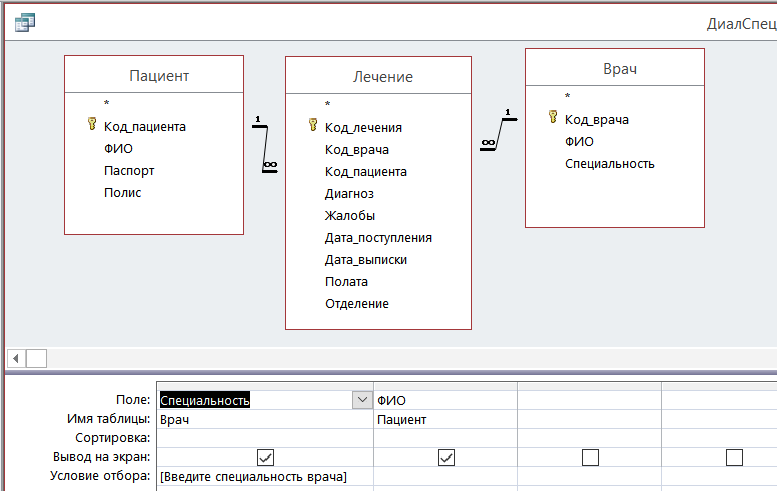 ДиалСпец
Пациент
*
Код_пациента
ФИО
Паспорт
Полис
1
∞
Лечение
*
Код_лечения
Код_врача
Код_пациента
Диагноз
Жалобы
Дата_поступления
Дата_выписки
Полата
Отделение
1
∞
Врач
*
Код_врача
ФИО
Специальность
Поле: Специальность ФИО
Имя таблицы: Врач Пациент
Сортировка:
Вывод на экран:
Условие отбора: [Введите специальность врача]